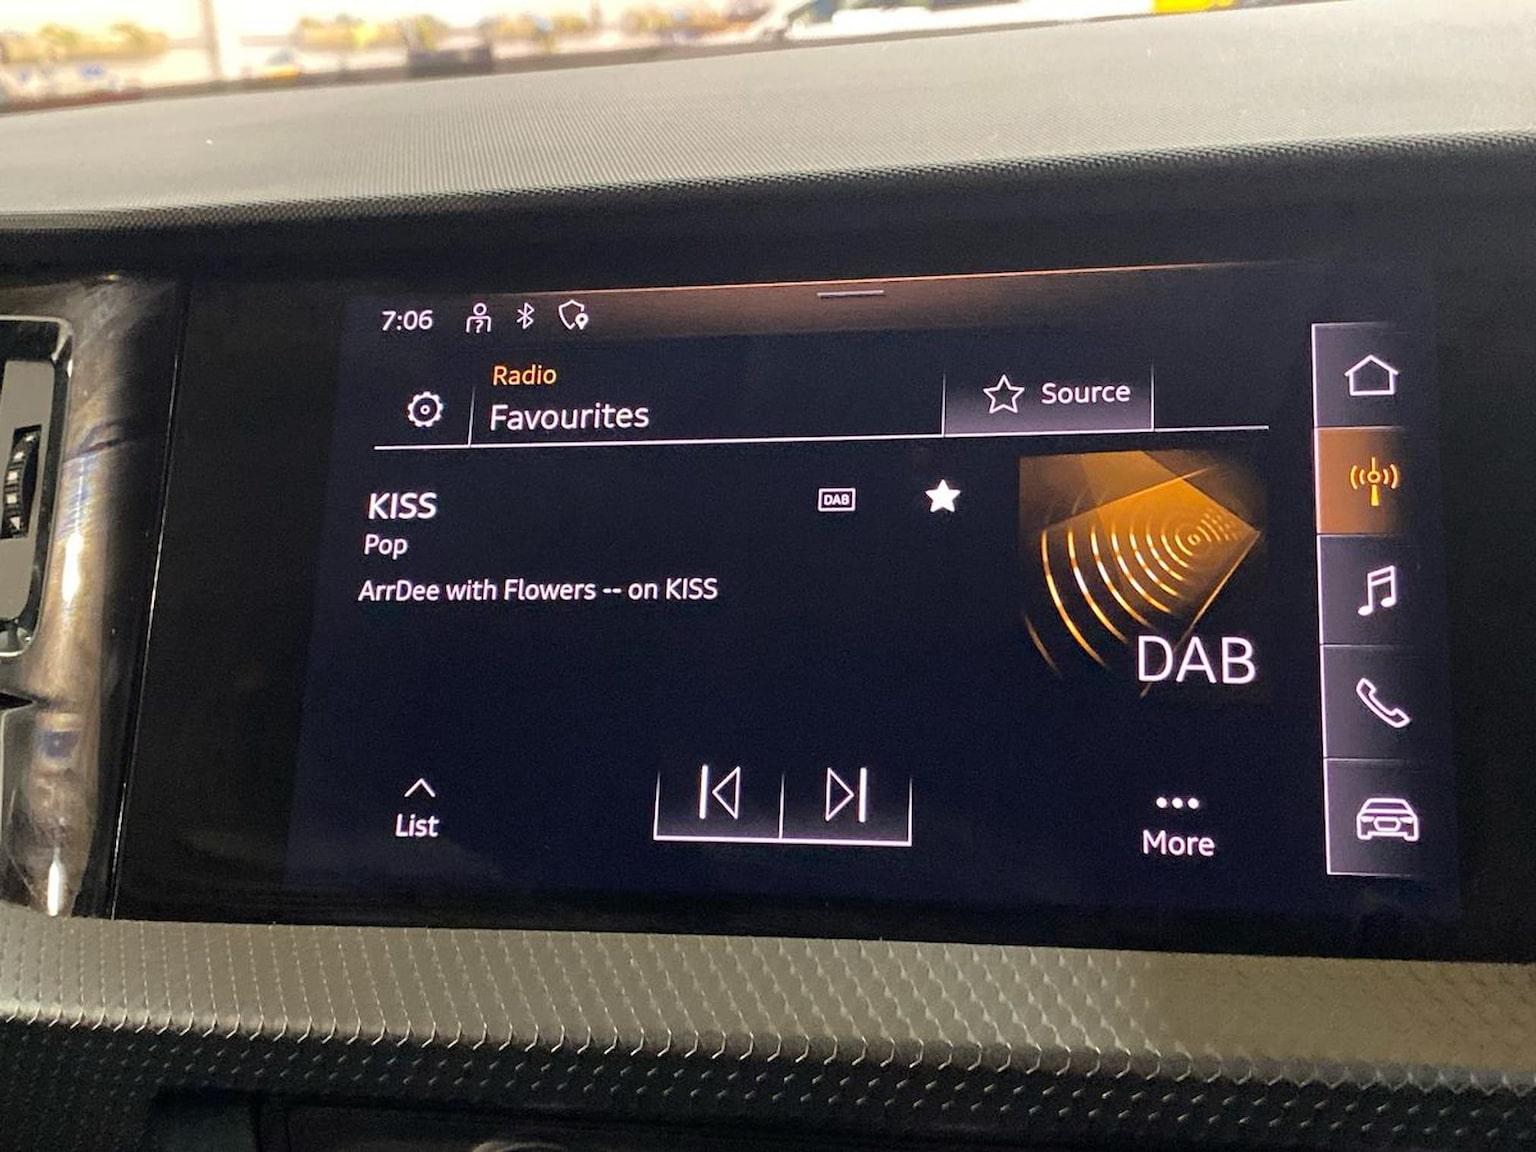 7:06
Radio
Favourites
Source
KISS
DAB
Pop
ArrDee with Flowers -- on KISS
DAB
List
More